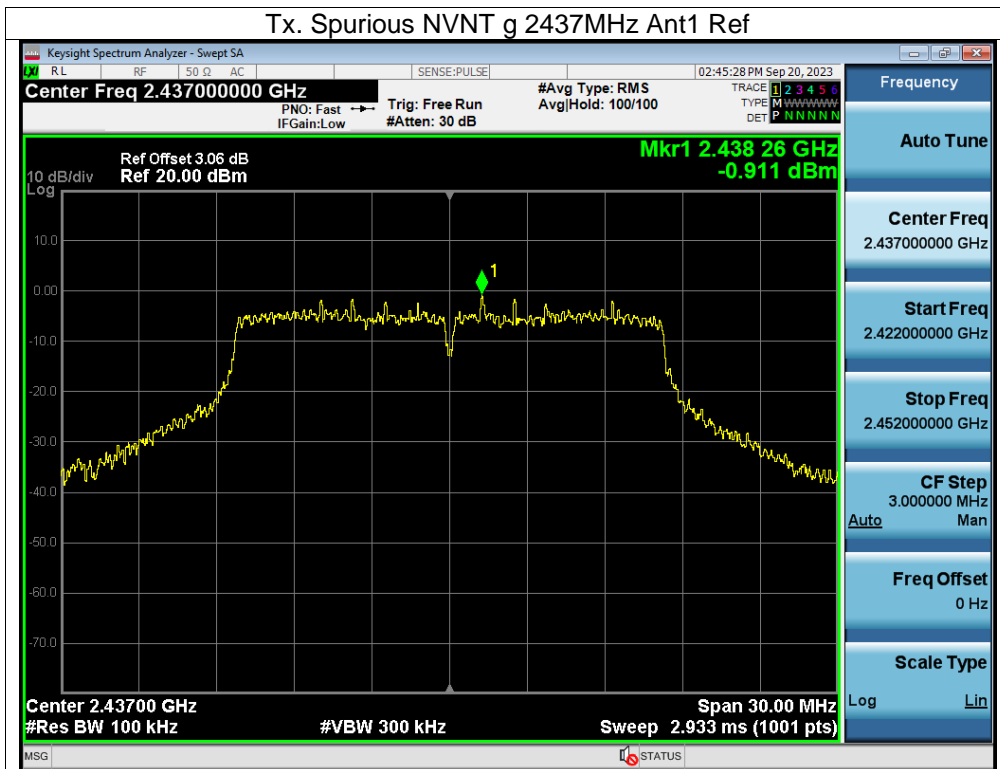 Tx. Spurious NVNT g 2437MHz Ant1 Ref
Keysight Spectrum Analyzer - Swept SA
LXI RL RF 50 Ω AC SENSE:PULSE 02:45:28 PM Sep 20, 2023
Center Freq 2.437000000 GHz
PNO: Fast
IFGain:Low
Trig: Free Run
#Atten: 30 dB
#Avg Type: RMS
Avg|Hold: 100/100
TRACE 1 2 3 4 5 6
TYPE M WWWWW
DET P N N N N N
Mkr1 2.438 26 GHz
-0.911 dBm
Ref Offset 3.06 dB
10 dB/div Ref 20.00 dBm
Log
10.0
0.00
-10.0
-20.0
-30.0
-40.0
-50.0
-60.0
-70.0
1
Center 2.43700 GHz Span 30.00 MHz
#Res BW 100 kHz #VBW 300 kHz Sweep 2.933 ms (1001 pts)
MSG STATUS
Frequency
Auto Tune
Center Freq
2.437000000 GHz
Start Freq
2.422000000 GHz
Stop Freq
2.452000000 GHz
CF Step
3.000000 MHz
Auto Man
Freq Offset
0 Hz
Scale Type
Log Lin